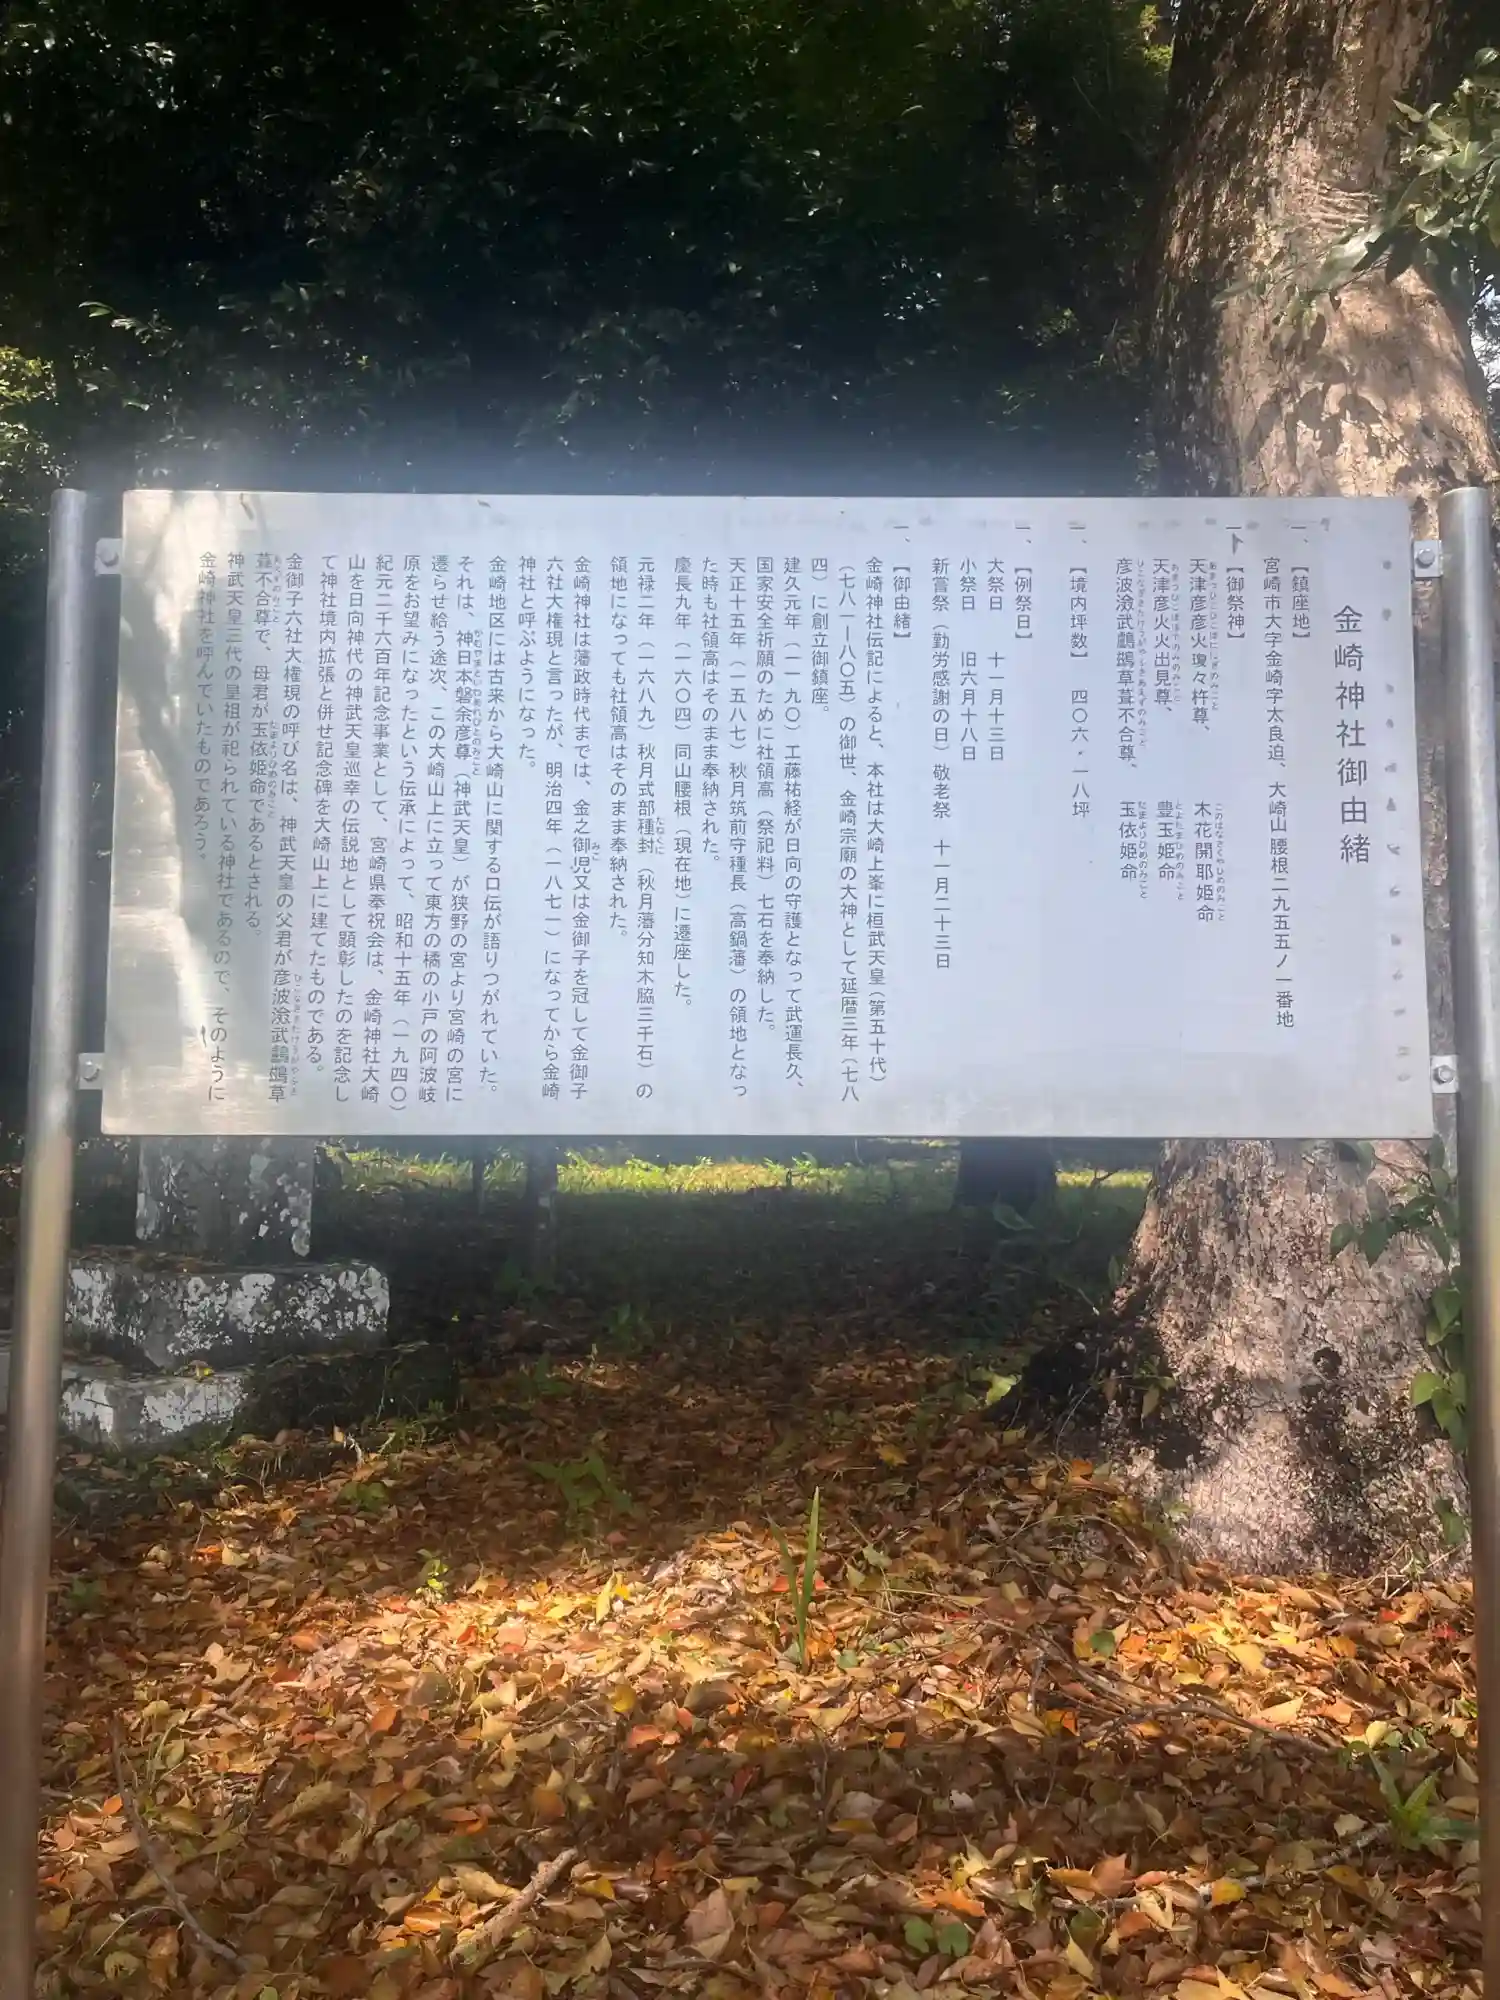 金崎神社御由緒
一、【鎮座地】
宮崎市大字金崎字太良迫、大崎山腰根二九五五ノ一番地
一、【御祭神】
天津彦彦火瓊々杵尊、 木花開耶姫命
天津彦火火出見尊、 豊玉姫命
彦波瀲武鸕鷀草葺不合尊、 玉依姫命
一、【境内坪数】 四〇六・一八坪
一、【例祭日】
大祭日 十一月十三日
小祭日 旧六月十八日
新嘗祭（勤労感謝の日）敬老祭 十一月二十三日
一、【御由緒】
金崎神社伝記によると、本社は大崎上峯に桓武天皇（第五十代）
（七八一ー八〇五）の御世、金崎宗廟の大神として延暦三年（七八
四）に創立御鎮座。
建久元年（一一九〇）工藤祐経が日向の守護となって武運長久、
国家安全祈願のために社領高（祭祀料）七石を奉納した。
天正十五年（一五八七）秋月筑前守種長（高鍋藩）の領地となっ
た時も社領高はそのまま奉納された。
慶長九年（一六〇四）同山腰根（現在地）に遷座した。
元禄二年（一六八九）秋月式部種封（秋月藩分知木脇三千石）の
領地になっても社領高はそのまま奉納された。
金崎神社は藩政時代までは、金之御児又は金御子を冠して金御子
六社大権現と言ったが、明治四年（一八七一）になってから金崎
神社と呼ぶようになった。
金崎地区には古来から大崎山に関する口伝が語りつがれていた。
それは、神日本磐余彦尊（神武天皇）が狭野の宮より宮崎の宮に
遷らせ給う途次、この大崎山上に立って東方の橘の小戸の阿波岐
原をお望みになったという伝承によって、昭和十五年（一九四〇）
紀元二千六百年記念事業として、宮崎県奉祝会は、金崎神社大崎
山を日向神代の神武天皇巡幸の伝説地として顕彰したのを記念し
て神社境内拡張と併せ記念碑を大崎山上に建てたものである。
金御子六社大権現の呼び名は、神武天皇の父君が彦波瀲武鸕鷀草
葺不合尊で、母君が玉依姫命であるとされる。
神武天皇三代の皇祖が祀られている神社であるので、そのように
金崎神社を呼んでいたものであろう。